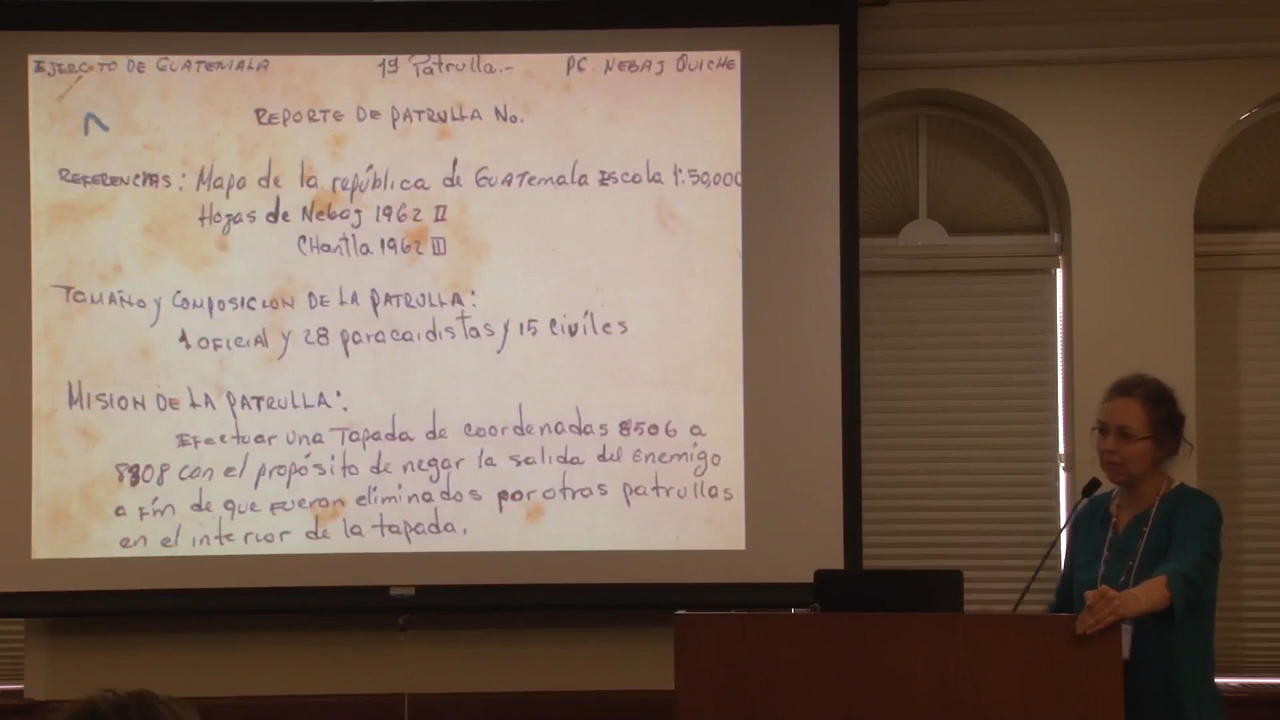 EJERCITO DE GUATEMALA 19 Patrulla.- PC. NEBAJ QUICHE
REPORTE DE PATRULLA No.
REFERENCIAS: Mapa de la república de GUATEMALA Escala 1:50,000
Hojas de Nebaj 1962 II
CHantla 1962 III
TAMAÑO y COMPOSICION DE LA PATRULLA:
1 OFICIAL y 28 paracaidistas y 15 civíles
MISION DE LA PATRULLA:
Efectuar una Tapada de coordenadas 8506 a
8808 con el propósito de negar la salida del Enemigo
a fín de que fueron eliminados por otras patrullas
en el interior de la tapada.